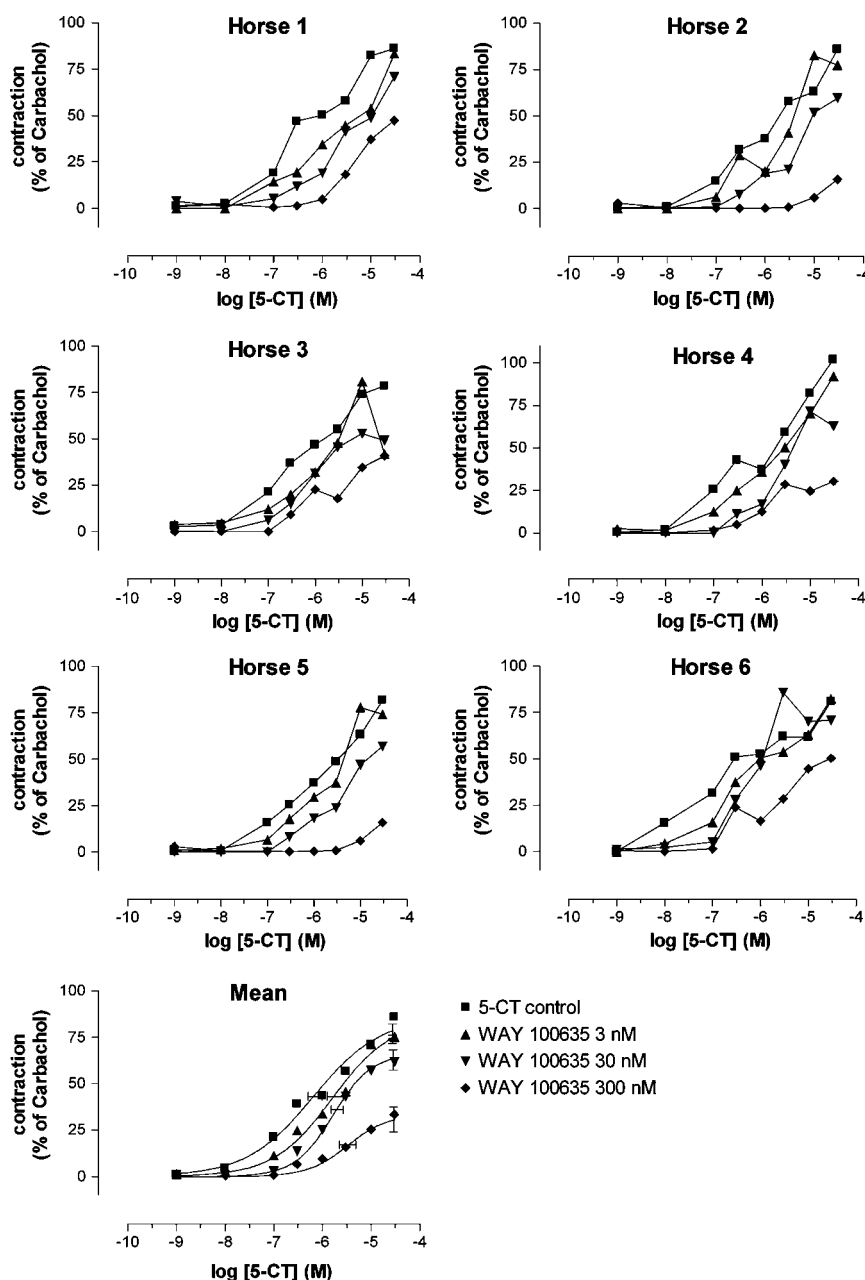 Horse 1
contraction
(% of Carbachol)
100
75
50
25
0
-10 -9 -8 -7 -6 -5 -4
log [5-CT] (M)
Horse 2
contraction
(% of Carbachol)
100
75
50
25
0
-10 -9 -8 -7 -6 -5 -4
log [5-CT] (M)
Horse 3
contraction
(% of Carbachol)
100
75
50
25
0
-10 -9 -8 -7 -6 -5 -4
log [5-CT] (M)
Horse 4
contraction
(% of Carbachol)
100
75
50
25
0
-10 -9 -8 -7 -6 -5 -4
log [5-CT] (M)
Horse 5
contraction
(% of Carbachol)
100
75
50
25
0
-10 -9 -8 -7 -6 -5 -4
log [5-CT] (M)
Horse 6
contraction
(% of Carbachol)
100
75
50
25
0
-10 -9 -8 -7 -6 -5 -4
log [5-CT] (M)
Mean
contraction
(% of Carbachol)
100
75
50
25
0
-10 -9 -8 -7 -6 -5 -4
log [5-CT] (M)
5-CT control
WAY 100635 3 nM
WAY 100635 30 nM
WAY 100635 300 nM